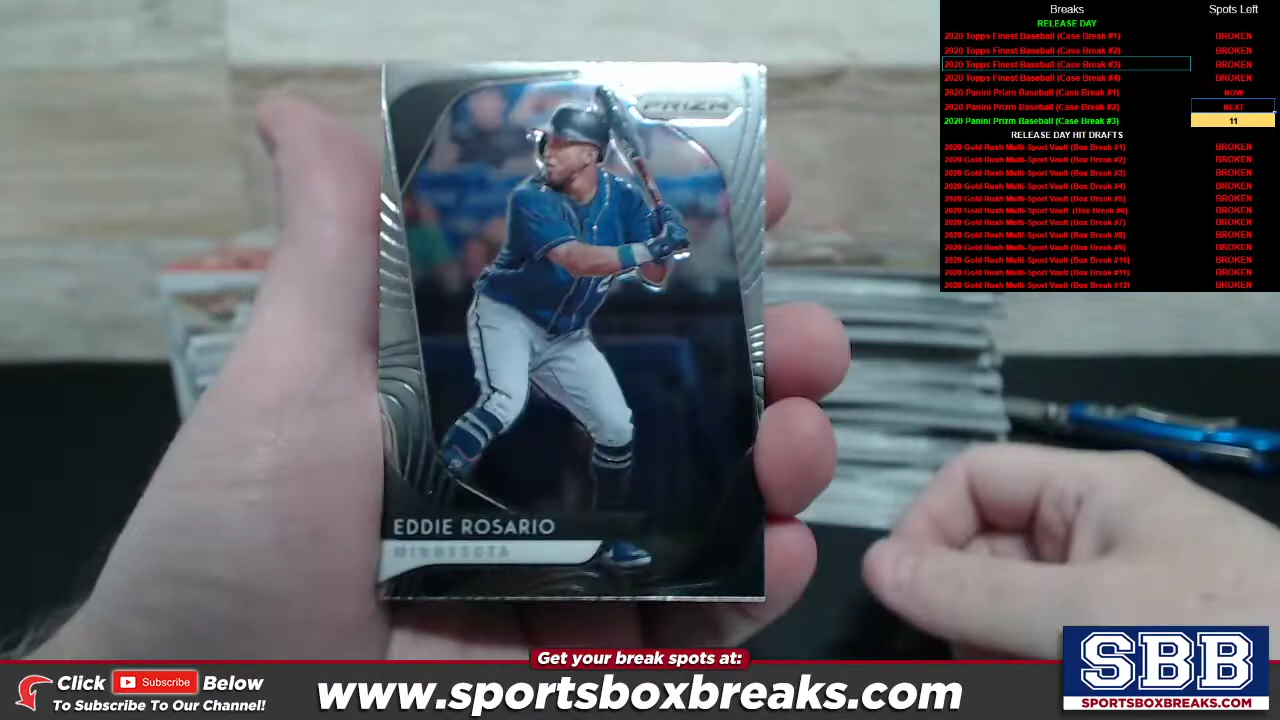 Breaks Spots Left
RELEASE DAY
2020 Topps Finest Baseball (Case Break #1) BROKEN
2020 Topps Finest Baseball (Case Break #2) BROKEN
2020 Topps Finest Baseball (Case Break #3) BROKEN
2020 Topps Finest Baseball (Case Break #4) BROKEN
2020 Panini Prizm Baseball (Case Break #1) NOW
2020 Panini Prizm Baseball (Case Break #2) NEXT
2020 Panini Prizm Baseball (Case Break #3) 11
RELEASE DAY HIT DRAFTS
2020 Gold Rush Multi-Sport Vault (Box Break #1) BROKEN
2020 Gold Rush Multi-Sport Vault (Box Break #2) BROKEN
2020 Gold Rush Multi-Sport Vault (Box Break #3) BROKEN
2020 Gold Rush Multi-Sport Vault (Box Break #4) BROKEN
2020 Gold Rush Multi-Sport Vault (Box Break #5) BROKEN
2020 Gold Rush Multi-Sport Vault (Box Break #6) BROKEN
2020 Gold Rush Multi-Sport Vault (Box Break #7) BROKEN
2020 Gold Rush Multi-Sport Vault (Box Break #8) BROKEN
2020 Gold Rush Multi-Sport Vault (Box Break #9) BROKEN
2020 Gold Rush Multi-Sport Vault (Box Break #10) BROKEN
2020 Gold Rush Multi-Sport Vault (Box Break #11) BROKEN
2020 Gold Rush Multi-Sport Vault (Box Break #12) BROKEN
PRIZM
EDDIE ROSARIO
MINNESOTA
Get your break spots at:
Click Subscribe Below
To Subscribe To Our Channel!
www.sportsboxbreaks.com
SBB
SPORTSBOXBREAKS.COM